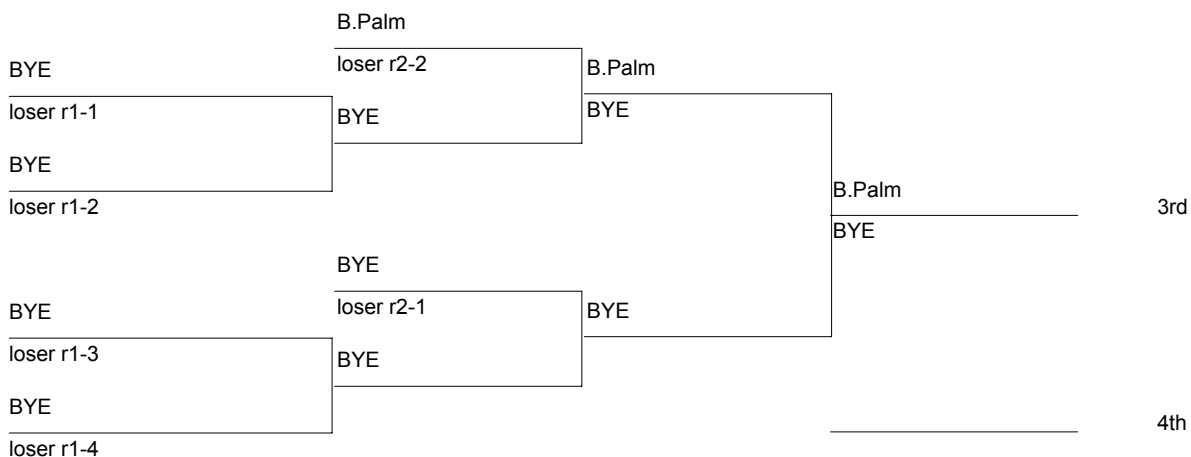 B.Palm
loser r2-2
BYE
loser r1-1
B.Palm
BYE
BYE
BYE
loser r1-2
B.Palm
BYE
3rd
BYE
loser r2-1
BYE
loser r1-3
BYE
BYE
BYE
loser r1-4
4th